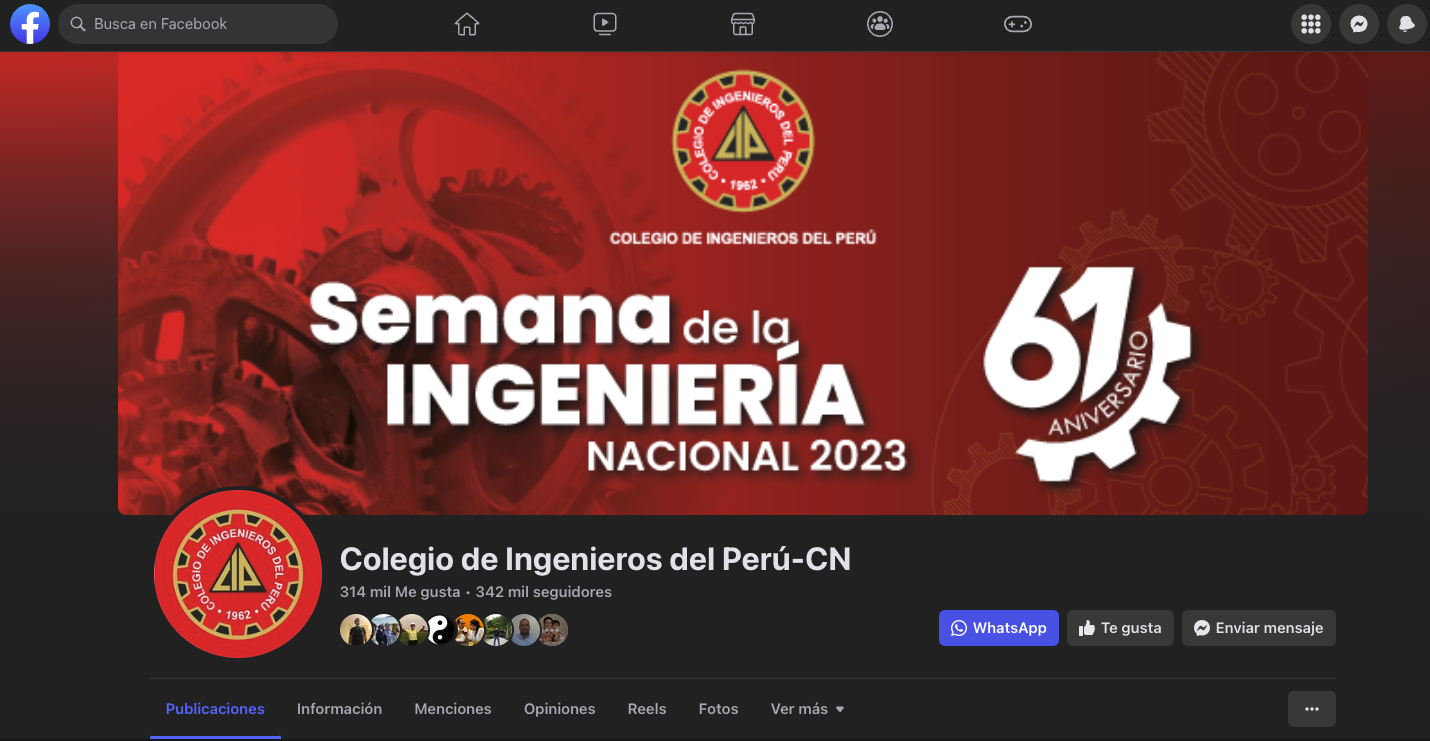 Busca en Facebook
COLEGIO DE INGENIEROS DEL PERU
CIP
• 1962 •
COLEGIO DE INGENIEROS DEL PERÚ
Semana de la
INGENIERÍA
NACIONAL 2023
61
ANIVERSARIO
COLEGIO DE INGENIEROS DEL PERU
CIP
• 1962 •
Colegio de Ingenieros del Perú-CN
314 mil Me gusta • 342 mil seguidores
WhatsApp
Te gusta
Enviar mensaje
Publicaciones
Información
Menciones
Opiniones
Reels
Fotos
Ver más